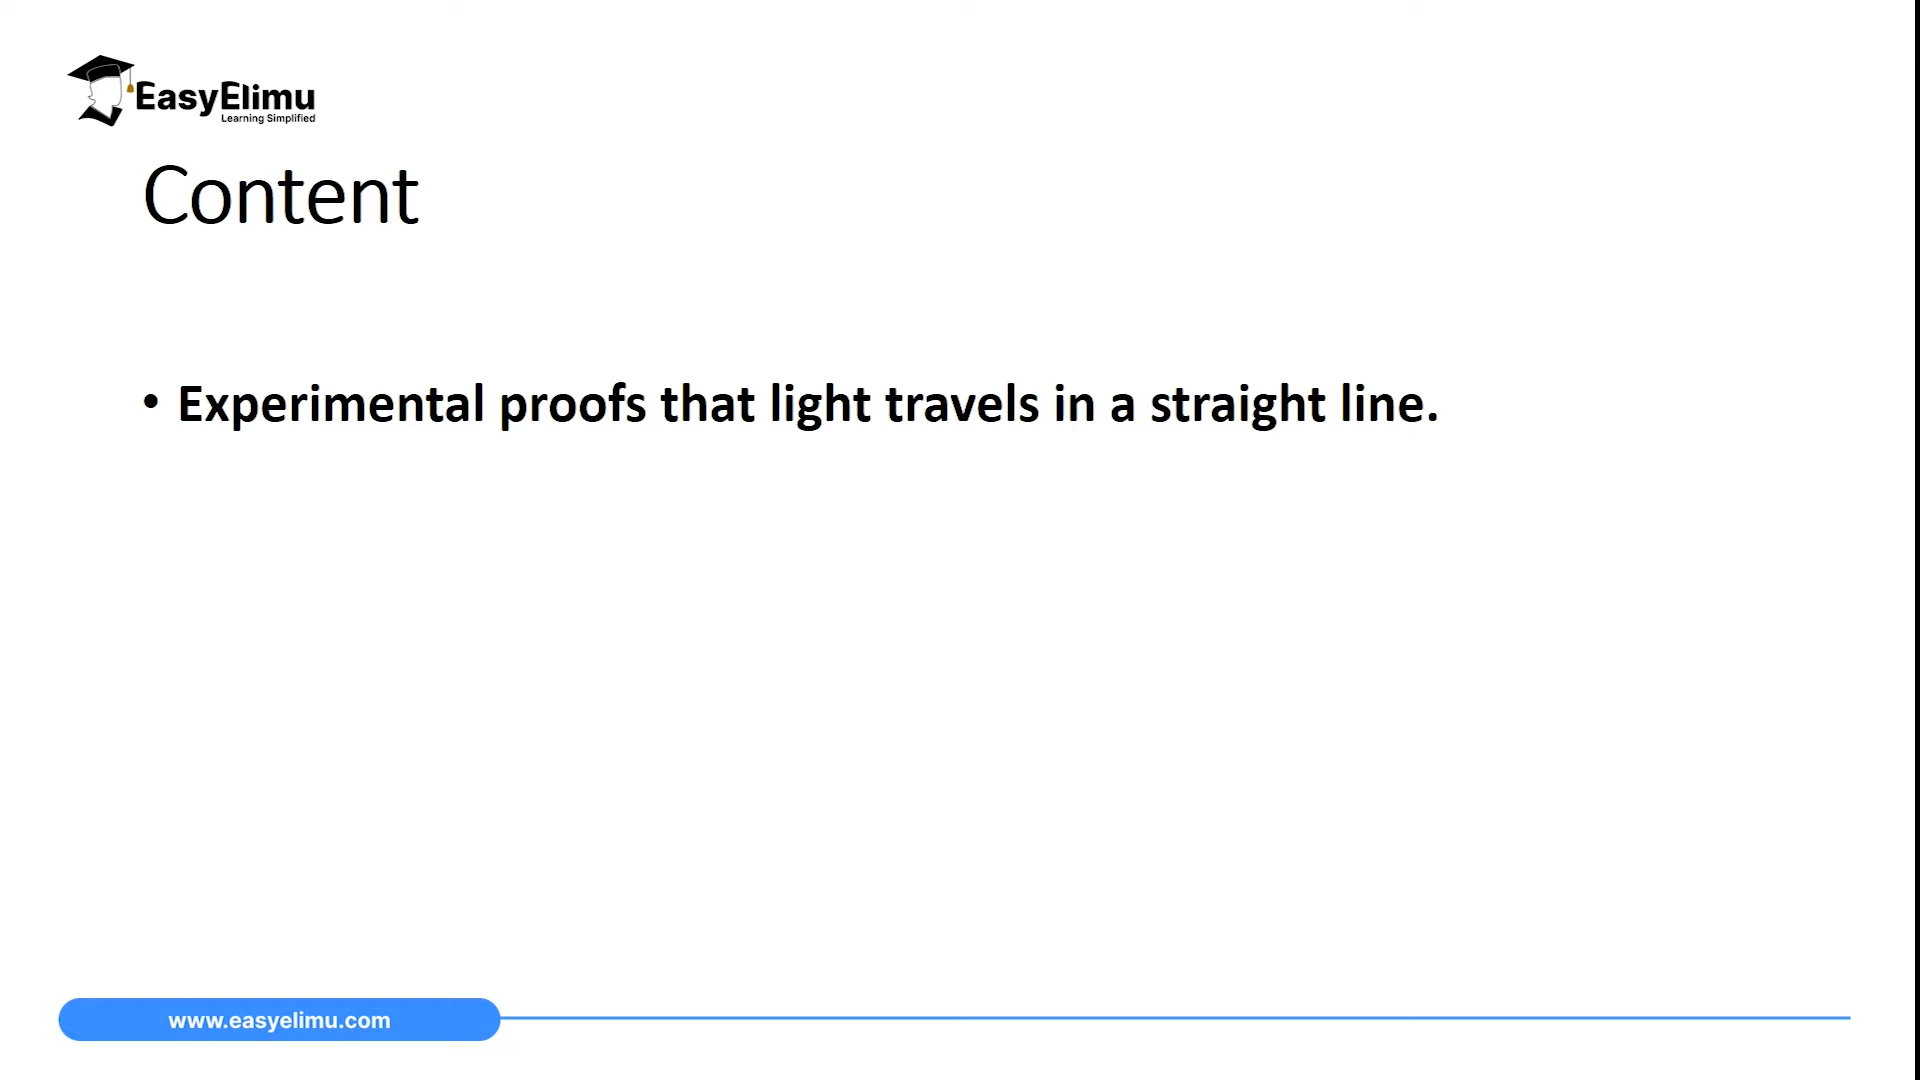 EasyElimu
Learning Simplified
Content
• Experimental proofs that light travels in a straight line.
www.easyelimu.com